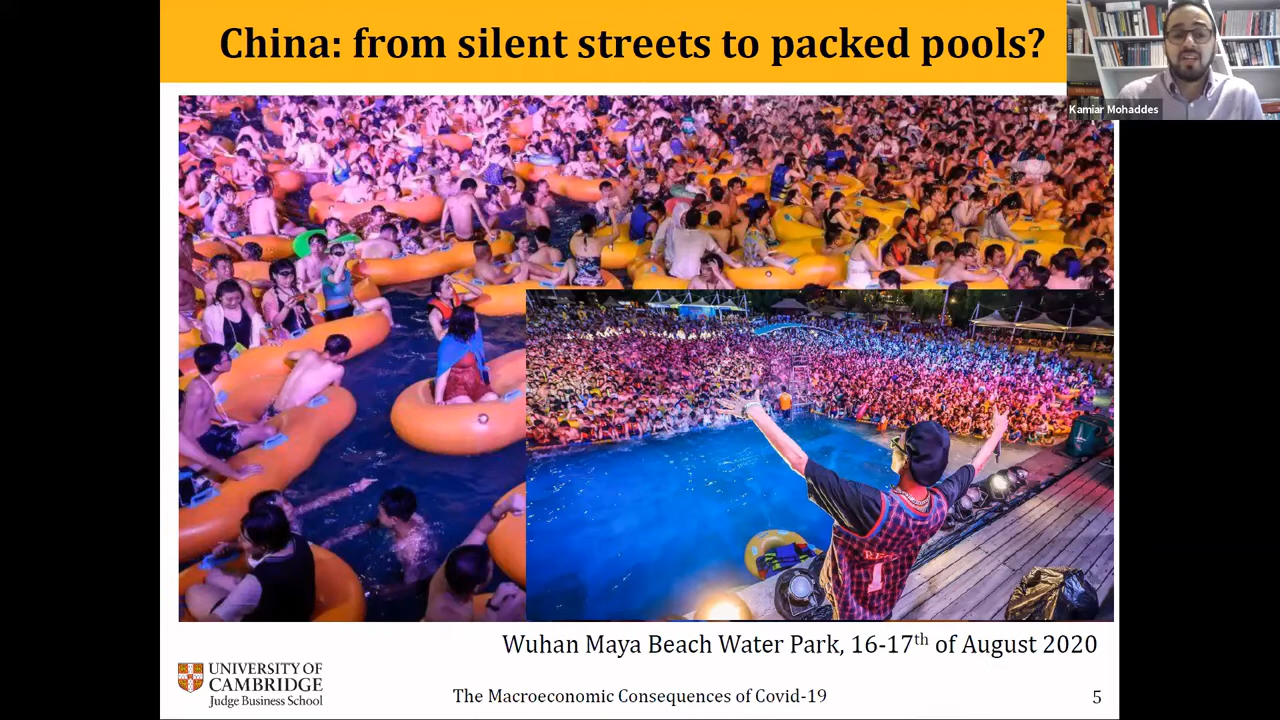 China: from silent streets to packed pools?
Kamiar Mohaddes
1
Wuhan Maya Beach Water Park, 16-17th of August 2020
UNIVERSITY OF
CAMBRIDGE
Judge Business School
The Macroeconomic Consequences of Covid-19
5